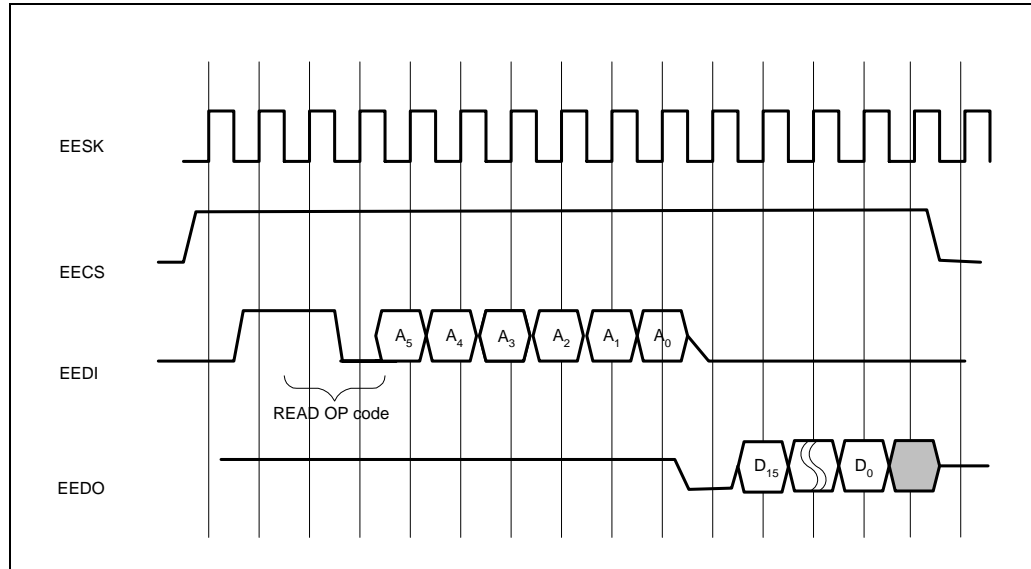 EESK
EECS
EEDI
A5 A4 A3 A2 A1 A0
READ OP code
EEDO
D15 D0